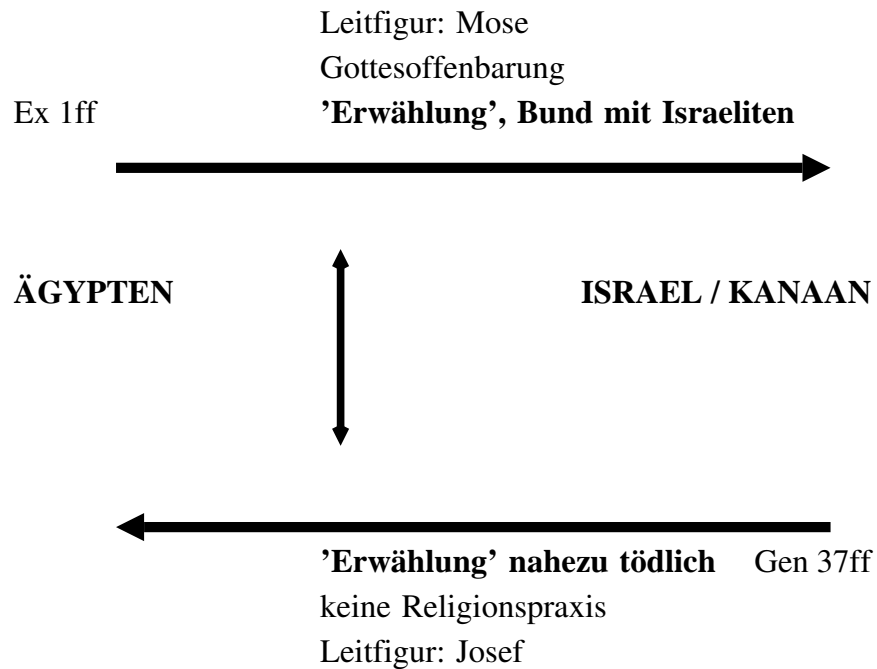 Leitfigur: Mose
Gottesoffenbarung
Ex 1ff ’Erwählung’, Bund mit Israeliten
ÄGYPTEN ISRAEL / KANAAN
’Erwählung’ nahezu tödlich Gen 37ff
keine Religionspraxis
Leitfigur: Josef